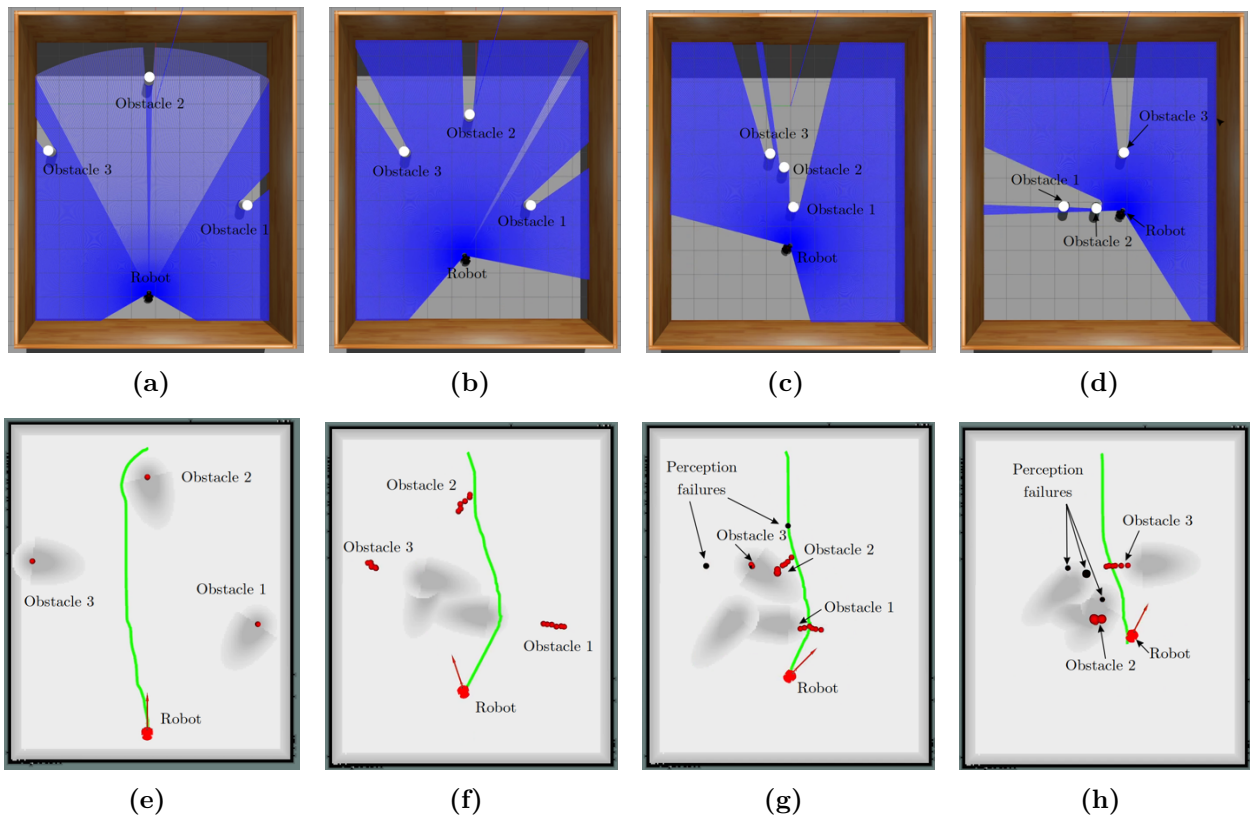 Obstacle 2
Obstacle 3
Obstacle 1
Robot
(a)
Obstacle 2
Obstacle 3
Obstacle 1
Robot
(b)
Obstacle 3
Obstacle 2
Obstacle 1
Robot
(c)
Obstacle 3
Obstacle 1
Robot
Obstacle 2
(d)
Obstacle 2
Obstacle 3
Obstacle 1
Robot
(e)
Obstacle 2
Obstacle 3
Obstacle 1
Robot
(f)
Perception
failures
Obstacle 3
Obstacle 2
Obstacle 1
Robot
(g)
Perception
failures
Obstacle 3
Robot
Obstacle 2
(h)